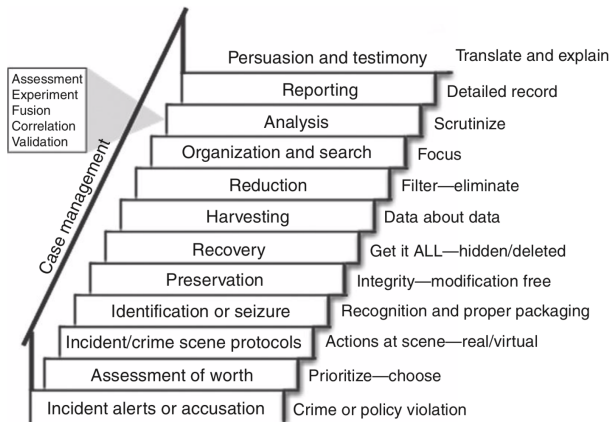 Persuasion and testimony Translate and explain
Assessment
Experiment
Fusion
Correlation
Validation
Reporting Detailed record
Analysis Scrutinize
Organization and search Focus
Reduction Filter—eliminate
Harvesting Data about data
Recovery Get it ALL—hidden/deleted
Preservation Integrity—modification free
Identification or seizure Recognition and proper packaging
Incident/crime scene protocols Actions at scene—real/virtual
Assessment of worth Prioritize—choose
Incident alerts or accusation Crime or policy violation
Case management